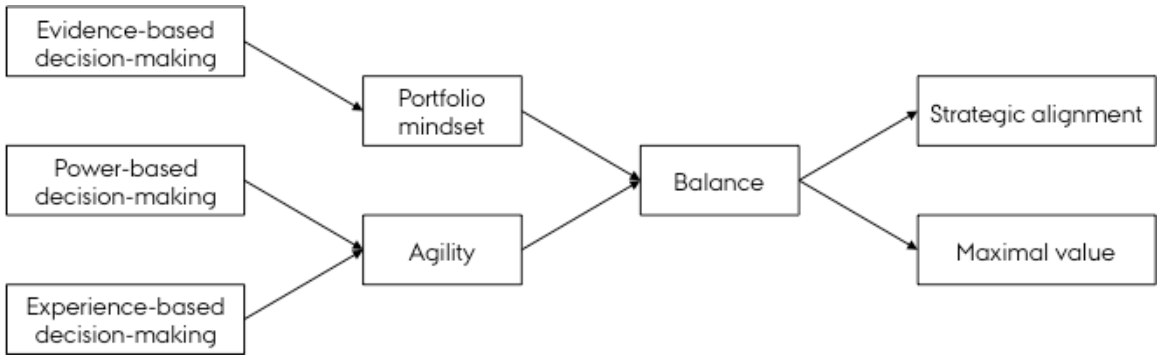 Evidence-based
decision-making
Portfolio
mindset
Strategic alignment
Power-based
decision-making
Balance
Agility
Maximal value
Experience-based
decision-making